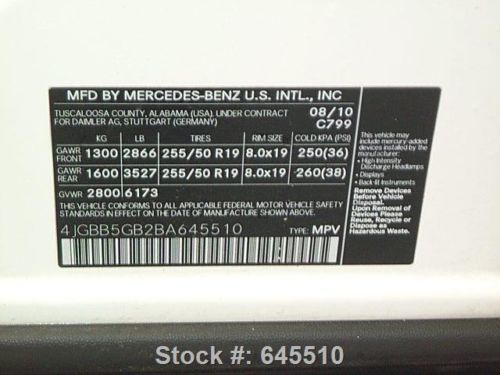 MFD BY MERCEDES-BENZ U.S. INTL., INC
TUSCALOOSA COUNTY, ALABAMA (USA), UNDER CONTRACT 08/10
FOR DAIMLER AG, STUTTGART (GERMANY) C799
KG LB TIRES RIM SIZE COLD KPA (PSI)
GAWR FRONT 1300 2866 255/50 R19 8.0x19 250(36)
GAWR REAR 1600 3527 255/50 R19 8.0x19 260(38)
GVWR 2800 6173
THIS VEHICLE CONFORMS TO ALL APPLICABLE FEDERAL MOTOR VEHICLE
SAFETY STANDARDS IN EFFECT ON THE DATE OF MANUFACTURE SHOWN ABOVE.
4JGBB5GB2BA645510 TYPE: MPV
This vehicle may
include mercury-added
devices installed by
the manufacturer:
• High Intensity
Discharge Headlamps
• Displays
• Bi-Xenon Headlamps
Remove Devices
Before Vehicle
Disposal.
Upon Removal of
Devices Please
Reuse, Recycle or
Dispose as
Hazardous Waste.
Stock #: 645510